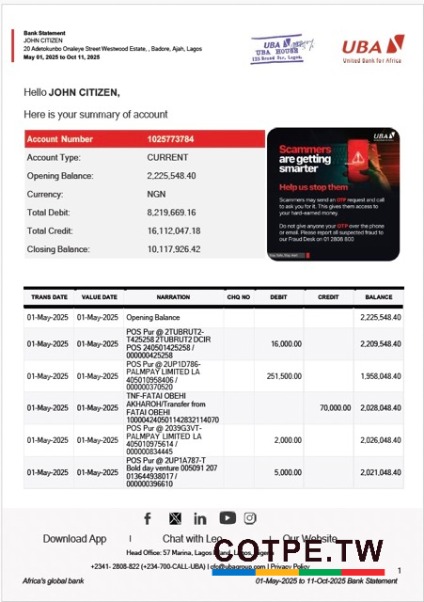 Bank Statement
JOHN CITIZEN
20 Adetokunbo Onaleye Street Westwood Estate, , Badore, Ajah, Lagos
May 01, 2025 to Oct 11, 2025
UBA
UBA HOUSE
UBA
United Bank for Africa
Hello JOHN CITIZEN,
Here is your summary of account
Account Number 1025773784
Account Type: CURRENT
Opening Balance: 2,225,548.40
Currency: NGN
Total Debit: 8,219,669.16
Total Credit: 16,112,047.18
Closing Balance: 10,117,926.42
UBA
Scammers
are getting
smarter
Help us stop them
Scammers may send an OTP request and call
to ask you for it. This gives them access to
your hard-earned money.
Do not give anyone your OTP over the phone
or email. Please report all suspected fraud to
our Fraud Desk on 01 2808 800
TRANS DATE VALUE DATE NARRATION CHQ NO DEBIT CREDIT BALANCE
01-May-2025 01-May-2025 Opening Balance 2,225,548.40
POS Pur @ 2TUBRUT2-
T425258 2TUBRUT2 DCIR
01-May-2025 01-May-2025 POS 240501425258 / 16,000.00 2,209,548.40
000000425258
POS Pur @ 2UP1D786-
PALMPAY LIMITED LA
01-May-2025 01-May-2025 405010958406 / 251,500.00 1,958,048.40
000000370520
TNF-FATAI OBEHI
AKHAROH/Transfer from
01-May-2025 01-May-2025 FATAI OBEHI 70,000.00 2,028,048.40
100004240501142832114070
POS Pur @ 2039G3VT-
PALMPAY LIMITED LA
01-May-2025 01-May-2025 405010975614 / 2,000.00 2,026,048.40
000000834445
POS Pur @ 2UP1A787-T
Bold day venture 005091 207
01-May-2025 01-May-2025 013644938017 / 5,000.00 2,021,048.40
000000396610
Download App | Chat with Leo | Our Website
COTPE.TW
Head Office: 57 Marina, Lagos Island, Lagos, Nigeria
+2341- 2808-822 (+234-700-CALL-UBA) | cfc@ubagroup.com | Privacy Policy
1
Africa's global bank 01-May-2025 to 11-Oct-2025 Bank Statement